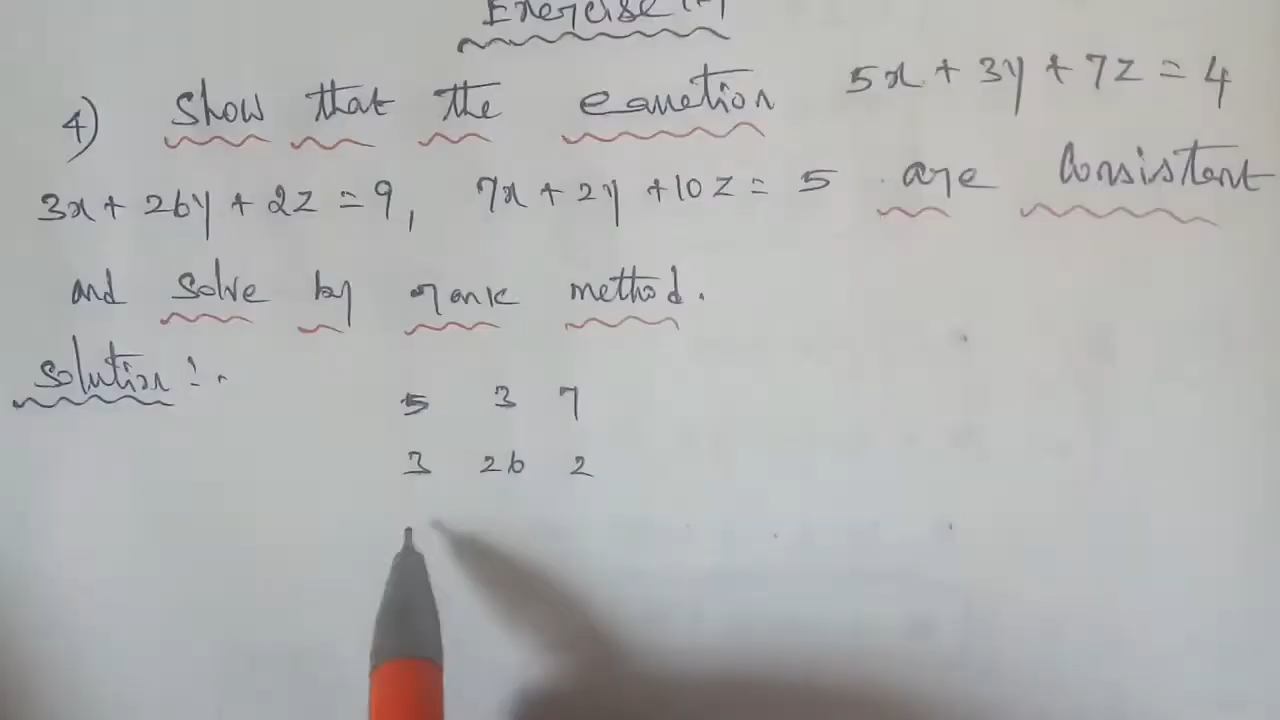 Exercise
4) Show that the equation 5x + 3y + 7z = 4
3x + 26y + 2z = 9, 7x + 2y + 10z = 5 are Consistent
and solve by rank method.
Solution :-
5 3 7
3 26 2